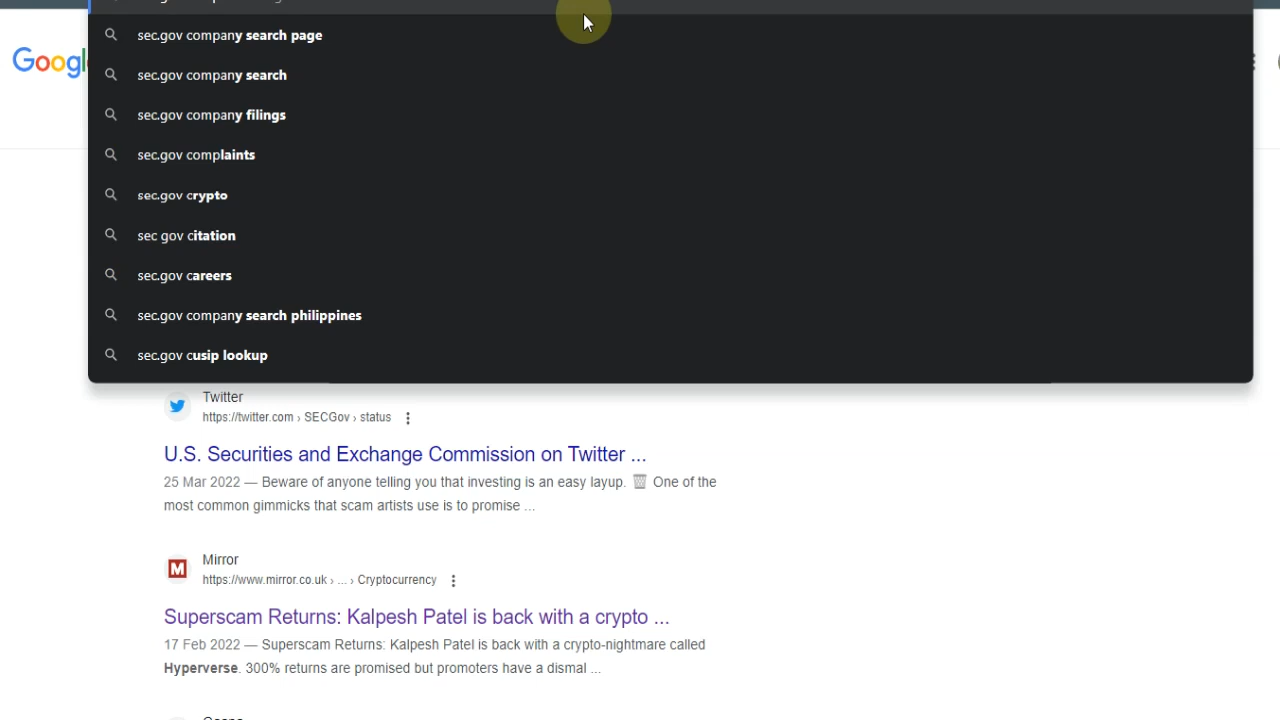 Googl
sec.gov company search page
sec.gov company search
sec.gov company filings
sec.gov complaints
sec.gov crypto
sec gov citation
sec.gov careers
sec.gov company search philippines
sec.gov cusip lookup
Twitter
https://twitter.com › SECGov › status
U.S. Securities and Exchange Commission on Twitter ...
25 Mar 2022 — Beware of anyone telling you that investing is an easy layup. 🗑️ One of the
most common gimmicks that scam artists use is to promise ...
M
Mirror
https://www.mirror.co.uk › ... › Cryptocurrency
Superscam Returns: Kalpesh Patel is back with a crypto ...
17 Feb 2022 — Superscam Returns: Kalpesh Patel is back with a crypto-nightmare called
Hyperverse. 300% returns are promised but promoters have a dismal ...